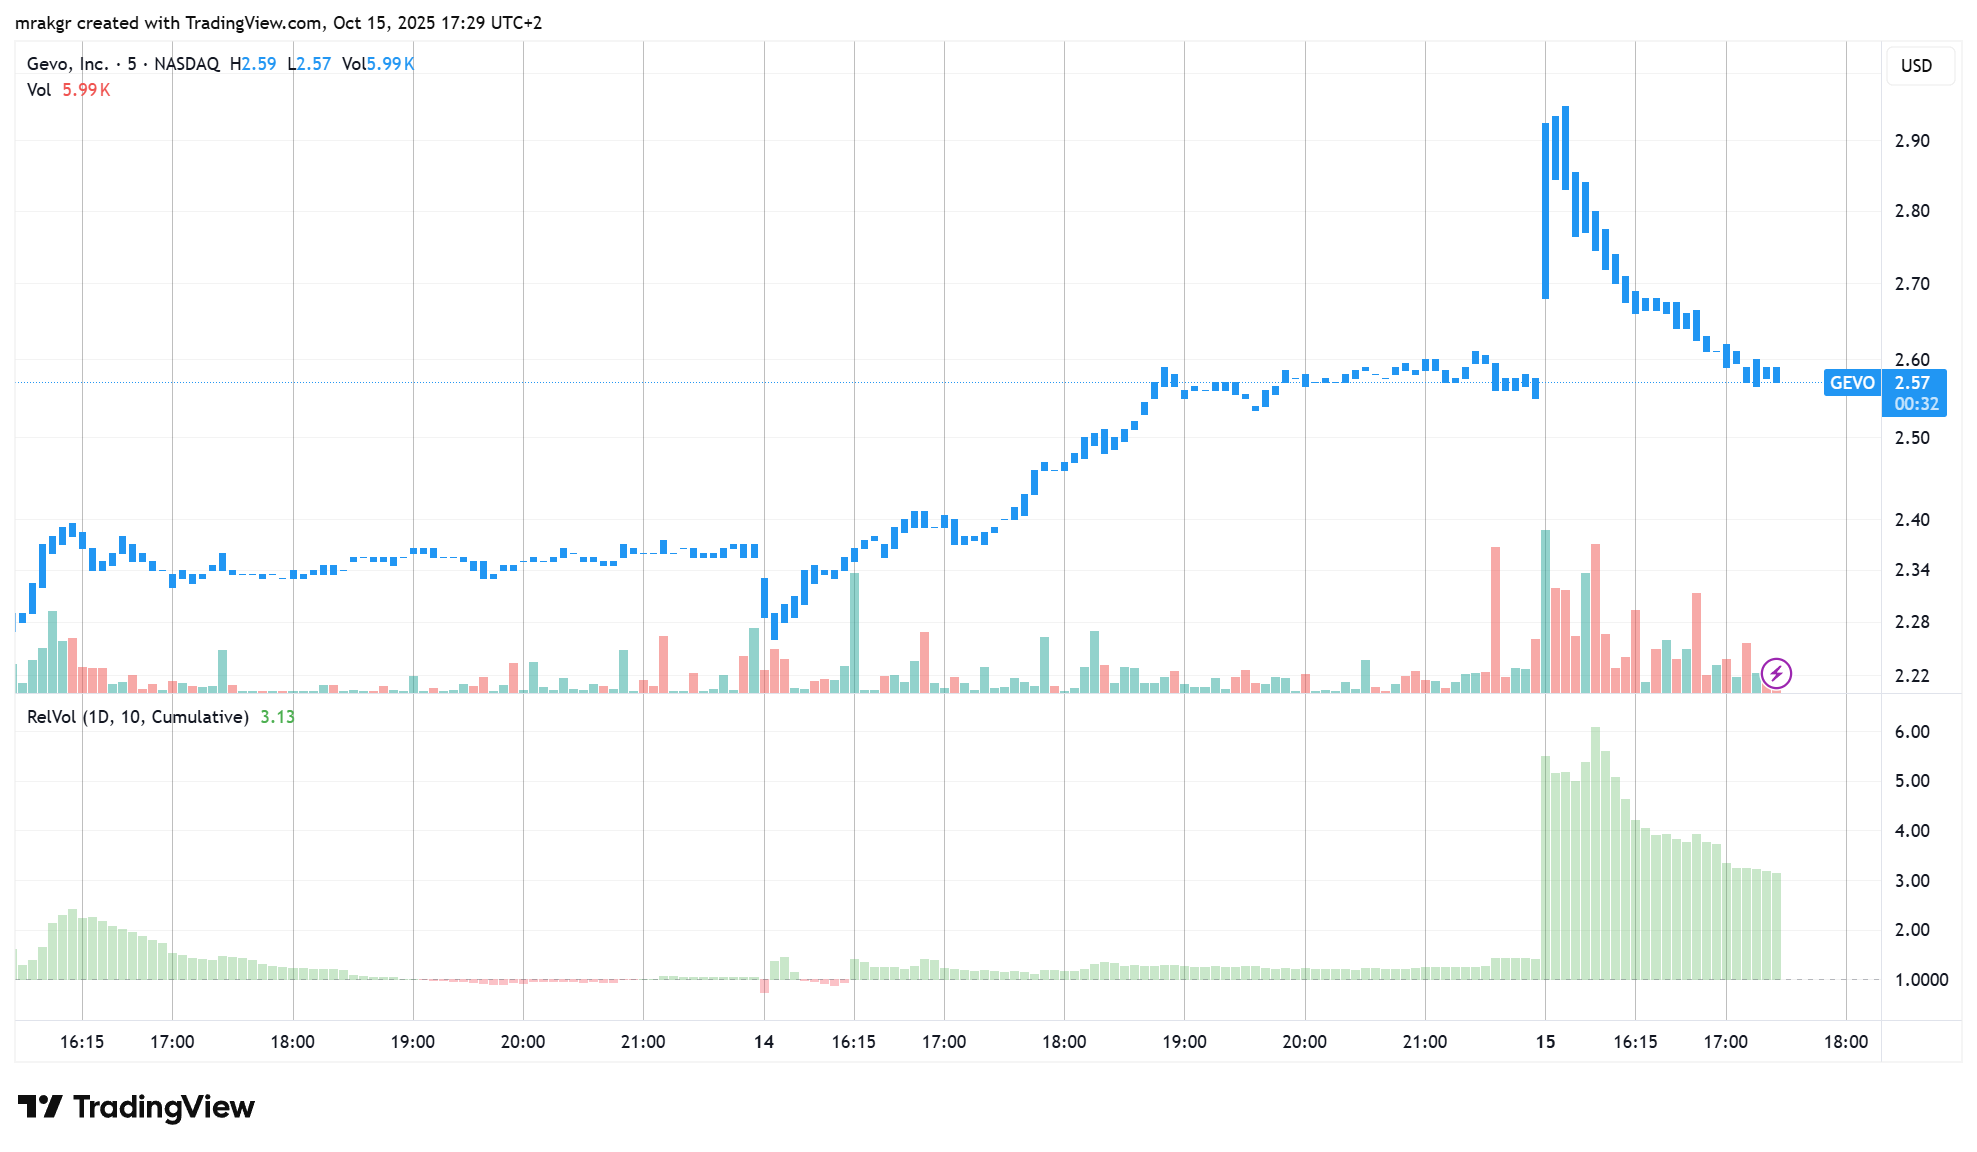 mrakgr created with TradingView.com, Oct 15, 2025 17:29 UTC+2
Gevo, Inc. · 5 · NASDAQ H2.59 L2.57 Vol5.99K
Vol 5.99K
USD
2.90
2.80
2.70
2.60
GEVO 2.57
00:32
2.50
2.40
2.34
2.28
2.22
RelVol (1D, 10, Cumulative) 3.13
6.00
5.00
4.00
3.00
2.00
1.0000
16:15 17:00 18:00 19:00 20:00 21:00 14 16:15 17:00 18:00 19:00 20:00 21:00 15 16:15 17:00 18:00
TradingView